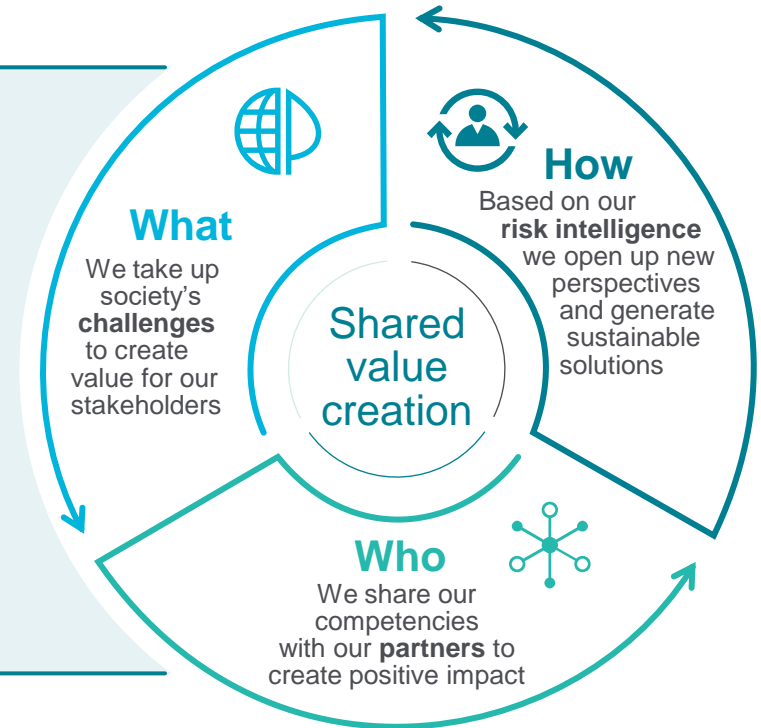 What
We take up
society's
challenges
to create
value for our
stakeholders
How
Based on our
risk intelligence
we open up new
perspectives
and generate
sustainable
solutions
Shared
value
creation
Who
We share our
competencies
with our partners to
create positive impact